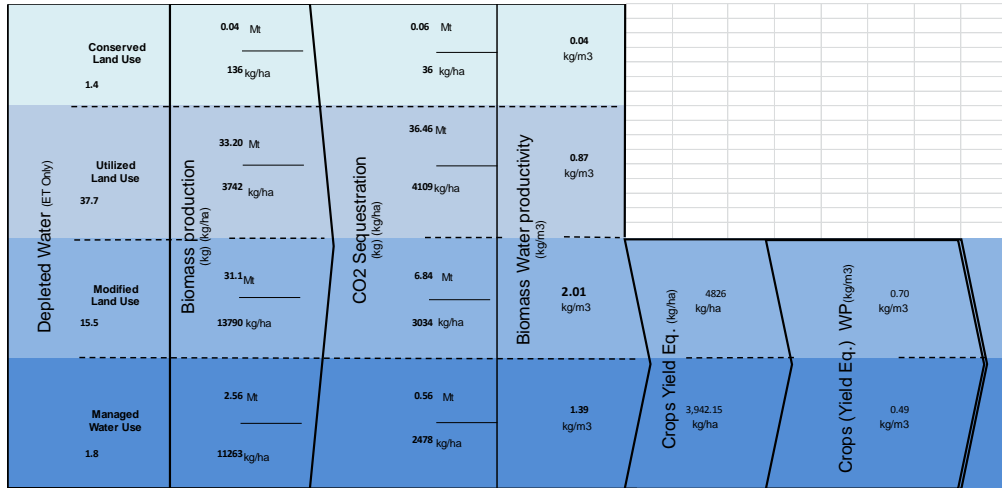 Depleted Water (ET Only)
Conserved
Land Use
1.4
Utilized
Land Use
37.7
Modified
Land Use
15.5
Managed
Water Use
1.8
Biomass production
(kg) (kg/ha)
0.04 Mt
136 kg/ha
33.20 Mt
3742 kg/ha
31.1 Mt
13790 kg/ha
2.56 Mt
11263 kg/ha
CO2 Sequestration
(kg) (kg/ha)
0.06 Mt
36 kg/ha
36.46 Mt
4109 kg/ha
6.84 Mt
3034 kg/ha
0.56 Mt
2478 kg/ha
Biomass Water productivity
(kg/m3)
0.04
kg/m3
0.87
kg/m3
2.01
kg/m3
1.39
kg/m3
Crops Yield Eq. (kg/ha)
4826
kg/ha
3,942.15
kg/ha
Crops (Yield Eq.) WP(kg/m3)
0.70
kg/m3
0.49
kg/m3